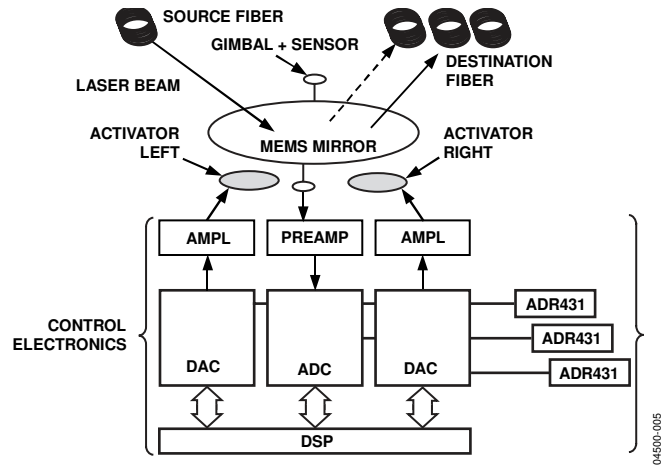 SOURCE FIBER
GIMBAL + SENSOR
LASER BEAM
DESTINATION
FIBER
ACTIVATOR
LEFT
MEMS MIRROR
ACTIVATOR
RIGHT
AMPL
PREAMP
AMPL
CONTROL
ELECTRONICS
DAC
ADC
DAC
ADR431
ADR431
ADR431
DSP
04500-005